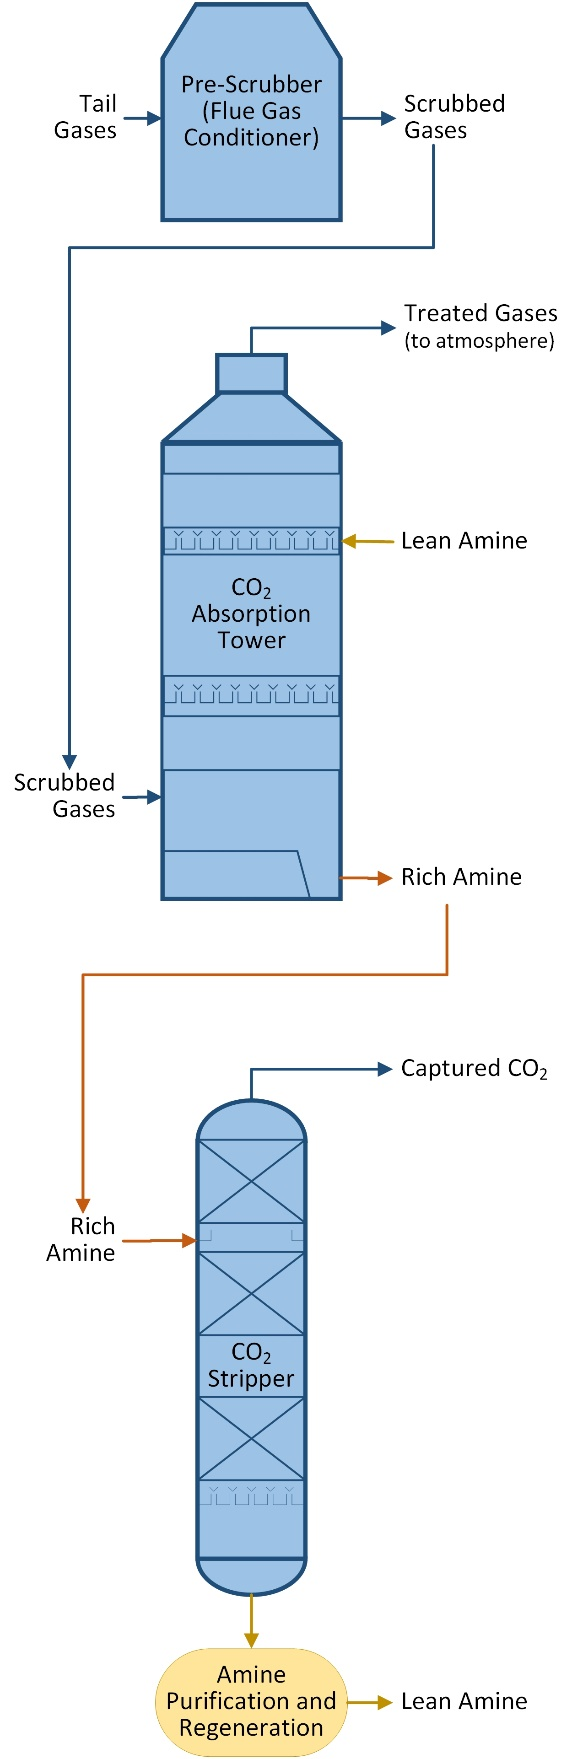 Pre-Scrubber
(Flue Gas
Conditioner)
Tail
Gases
Scrubbed
Gases
Treated Gases
(to atmosphere)
Lean Amine
CO₂
Absorption
Tower
Scrubbed
Gases
Rich Amine
Captured CO₂
Rich
Amine
CO₂
Stripper
Amine
Purification and
Regeneration
Lean Amine